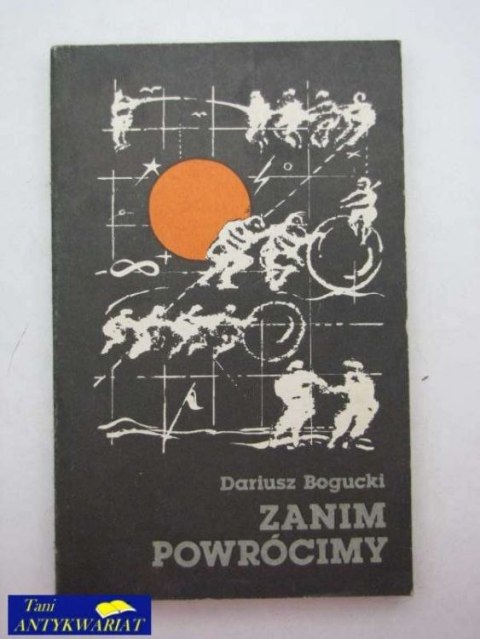 Dariusz Bogucki
ZANIM
POWRÓCIMY
Tani
ANTYKWARIAT